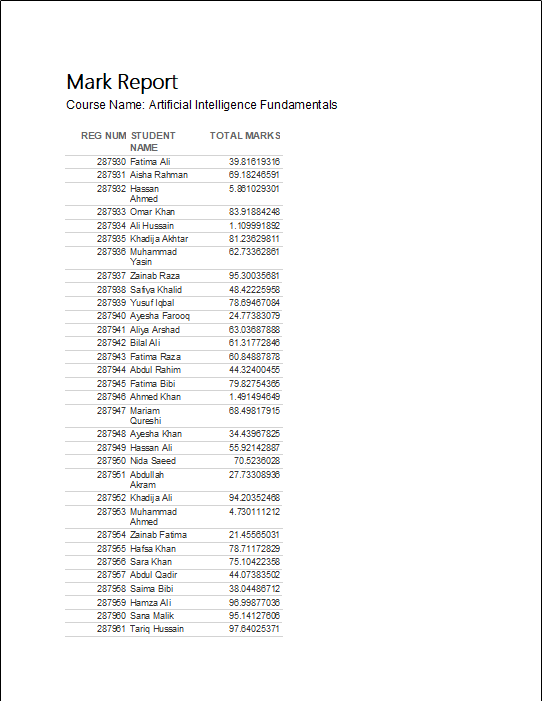 Mark Report
Course Name: Artificial Intelligence Fundamentals
REG NUM STUDENT NAME TOTAL MARKS
287930 Fatima Ali 39.81619316
287931 Aisha Rahman 69.18246591
287932 Hassan Ahmed 5.861029301
287933 Omar Khan 83.91884248
287934 Ali Hussain 1.109991892
287935 Khadija Akhtar 81.23629811
287936 Muhammad Yasin 62.73362861
287937 Zainab Raza 95.30035681
287938 Safiya Khalid 48.42225958
287939 Yusuf Iqbal 78.69467084
287940 Ayesha Farooq 24.77383079
287941 Aliya Arshad 63.03687888
287942 Bilal Ali 61.31772846
287943 Fatima Raza 60.84887878
287944 Abdul Rahim 44.32400455
287945 Fatima Bibi 79.82754365
287946 Ahmed Khan 1.491494649
287947 Mariam Qureshi 68.49817915
287948 Ayesha Khan 34.43967825
287949 Hassan Ali 55.92142887
287950 Nida Saeed 70.5236028
287951 Abdullah Akram 27.73308936
287952 Khadija Ali 94.20352468
287953 Muhammad Ahmed 4.730111212
287954 Zainab Fatima 21.45565031
287955 Hafsa Khan 78.71172829
287956 Sara Khan 75.10422358
287957 Abdul Qadir 44.07383502
287958 Saima Bibi 38.04486712
287959 Hamza Ali 96.99877036
287960 Sana Malik 95.14127606
287961 Tariq Hussain 97.64025371